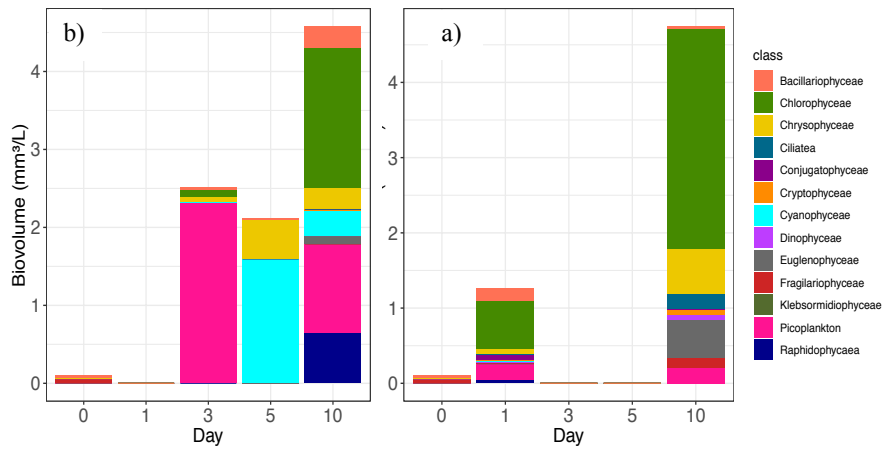 b)
a)
Biovolume (mm³/L)
4
3
2
1
0
0 1 3 5 10
Day
4
3
2
1
0
0 1 3 5 10
Day
class
Bacillariophyceae
Chlorophyceae
Chrysophyceae
Ciliatea
Conjugatophyceae
Cryptophyceae
Cyanophyceae
Dinophyceae
Euglenophyceae
Fragilariophyceae
Klebsormidiophyceae
Picoplankton
Raphidophycaea